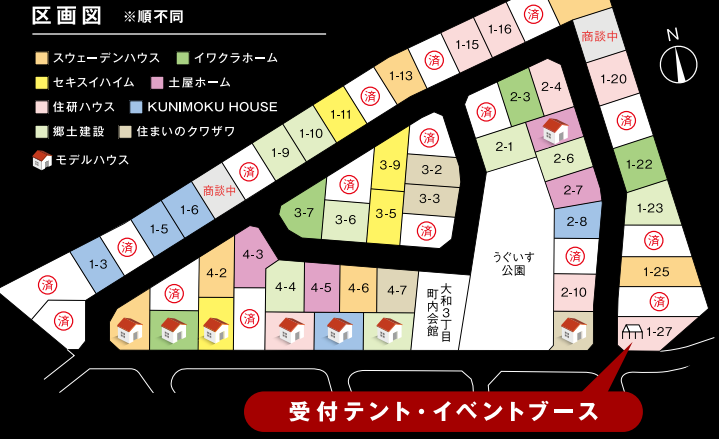 区画図 ※順不同
スウェーデンハウス イワクラホーム
セキスイハイム 土屋ホーム
住研ハウス KUNIMOKU HOUSE
郷土建設 住まいのクワザワ
モデルハウス
N
商談中
1-16
1-15
済
済
1-20
1-13
済
済
1-11
1-10
1-9
済
商談中
1-6
1-5
済
1-3
済
済
1-22
1-23
済
1-25
済
1-27
2-4
2-3
済
2-1
2-6
2-7
2-8
済
2-10
うぐいす
公園
済
3-9
3-2
済
3-3
3-7
3-6
3-5
済
4-3
4-2
済
済
4-4
4-5
4-6
4-7
大和3丁目
町内会館
受付テント・イベントブース